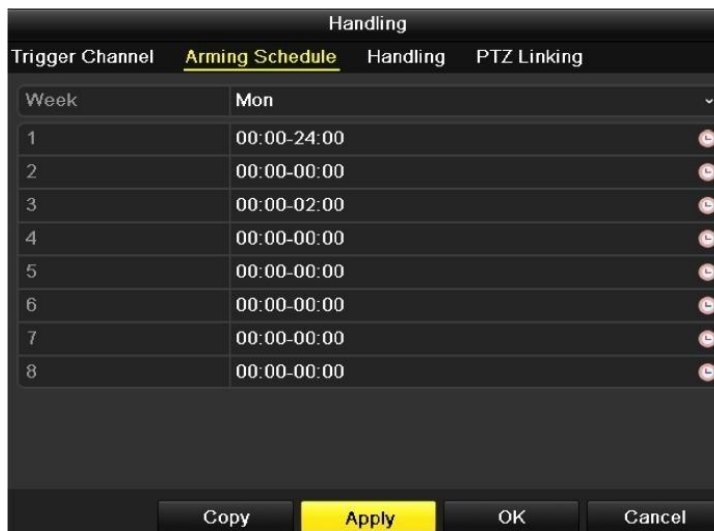 Handling
Trigger Channel Arming Schedule Handling PTZ Linking
Week Mon
1 00:00-24:00
2 00:00-00:00
3 00:00-02:00
4 00:00-00:00
5 00:00-00:00
6 00:00-00:00
7 00:00-00:00
8 00:00-00:00
Copy Apply OK Cancel